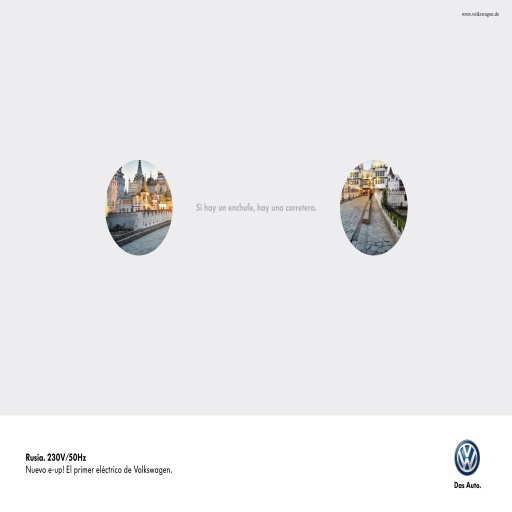 www.volkswagen.de
Si hay un enchufe, hay una carretera.
Rusia. 230V/50Hz
Nuevo e-up! El primer eléctrico de Volkswagen.
Das Auto.